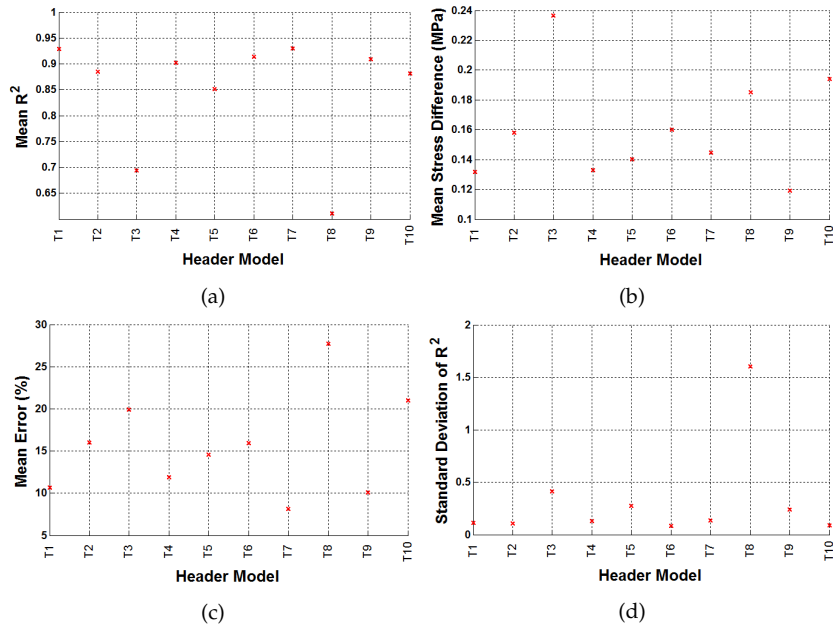 1
0.95
0.9
0.85
0.8
0.75
0.7
0.65
Mean R²
T1 T2 T3 T4 T5 T6 T7 T8 T9 T10
Header Model
(a)
0.24
0.22
0.2
0.18
0.16
0.14
0.12
0.1
Mean Stress Difference (MPa)
T1 T2 T3 T4 T5 T6 T7 T8 T9 T10
Header Model
(b)
30
25
20
15
10
5
Mean Error (%)
T1 T2 T3 T4 T5 T6 T7 T8 T9 T10
Header Model
(c)
2
1.5
1
0.5
0
Standard Deviation of R²
T1 T2 T3 T4 T5 T6 T7 T8 T9 T10
Header Model
(d)